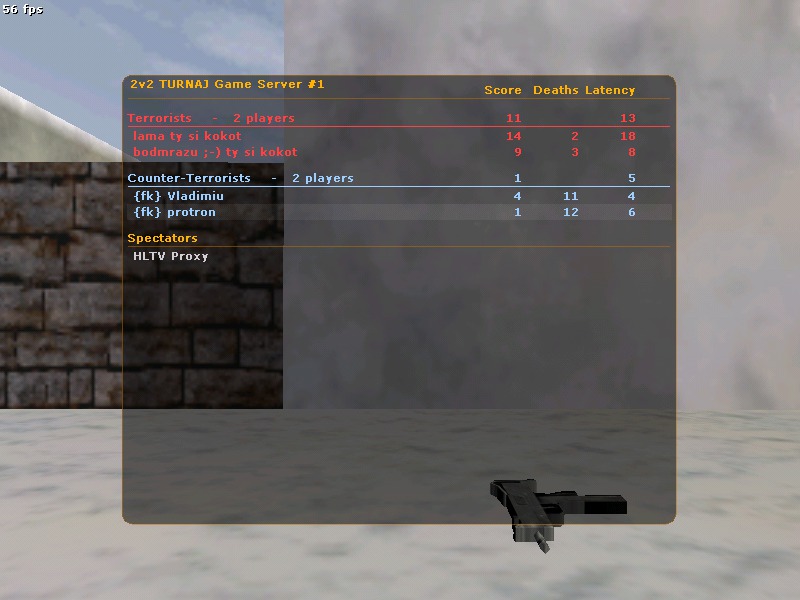 56 fps
2v2 TURNAJ Game Server #1 Score Deaths Latency
Terrorists - 2 players 11 13
lama ty si kokot 14 2 18
bodmrazu ;-) ty si kokot 9 3 8
Counter-Terrorists - 2 players 1 5
{fk} Vladimiu 4 11 4
{fk} protron 1 12 6
Spectators
HLTV Proxy